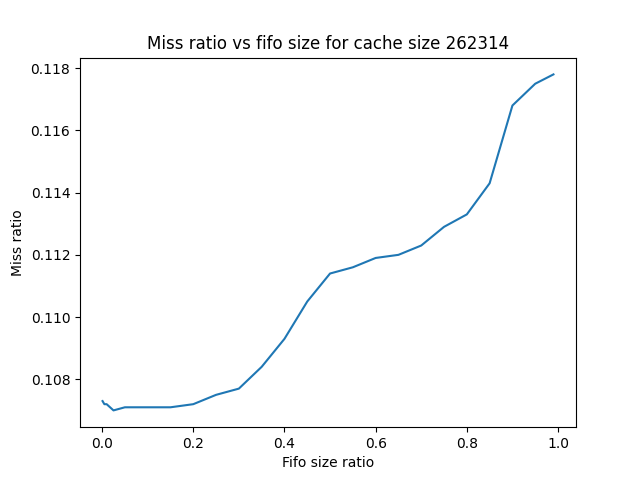 Miss ratio vs fifo size for cache size 262314
0.118
0.116
0.114
0.112
0.110
0.108
Miss ratio
0.0 0.2 0.4 0.6 0.8 1.0
Fifo size ratio